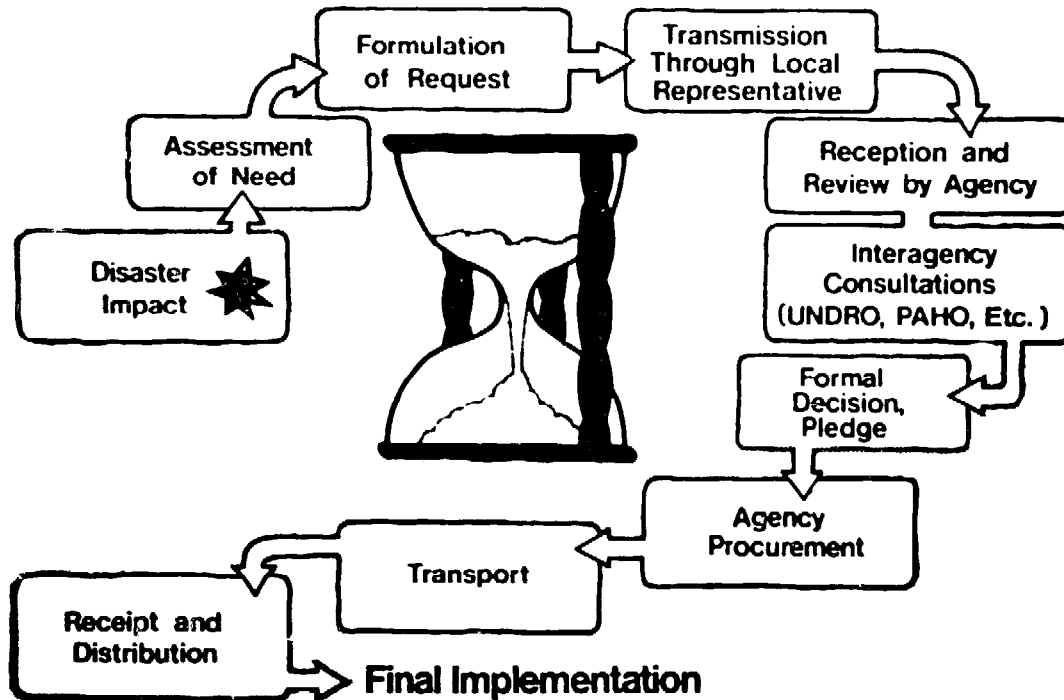 Disaster
Impact
Assessment
of Need
Formulation
of Request
Transmission
Through Local
Representative
Reception and
Review by Agency
Interagency
Consultations
(UNDRO, PAHO, Etc.)
Formal
Decision,
Pledge
Agency
Procurement
Transport
Receipt and
Distribution
Final Implementation